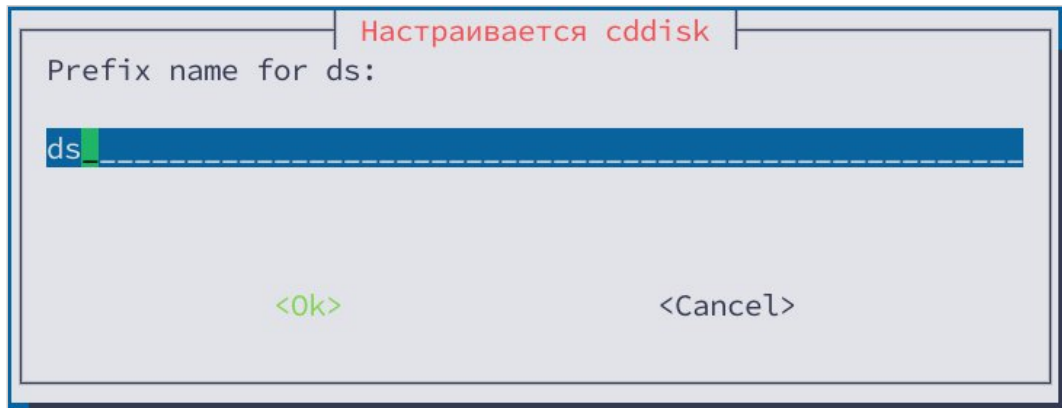 Настраивается cddisk
Prefix name for ds:
ds
<Ok> <Cancel>